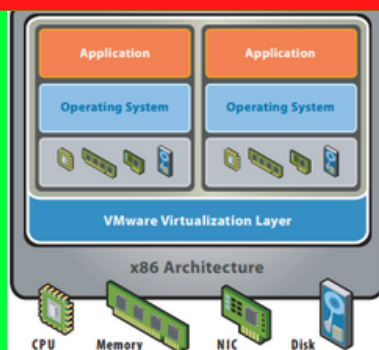 Application Application
Operating System Operating System
VMware Virtualization Layer
x86 Architecture
CPU Memory NIC Disk